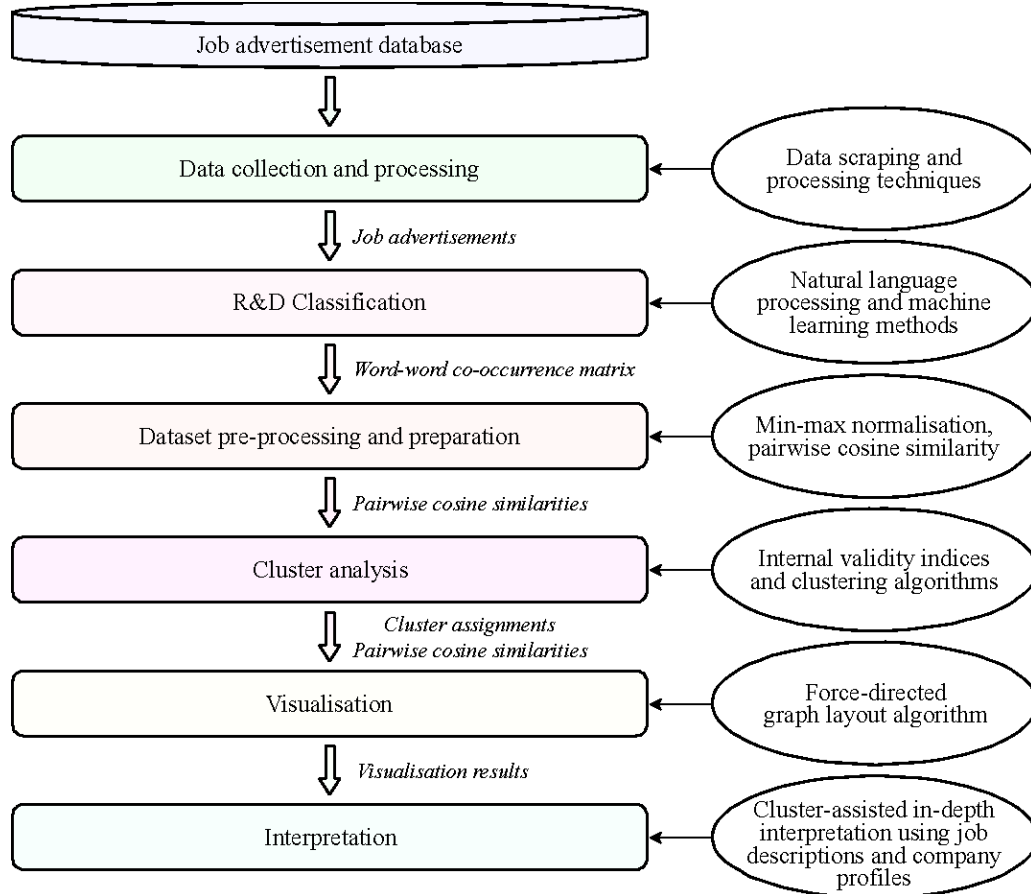 Job advertisement database
Data collection and processing
Data scraping and
processing techniques
Job advertisements
R&D Classification
Natural language
processing and machine
learning methods
Word-word co-occurrence matrix
Dataset pre-processing and preparation
Min-max normalisation,
pairwise cosine similarity
Pairwise cosine similarities
Cluster analysis
Internal validity indices
and clustering algorithms
Cluster assignments
Pairwise cosine similarities
Visualisation
Force-directed
graph layout algorithm
Visualisation results
Interpretation
Cluster-assisted in-depth
interpretation using job
descriptions and company
profiles